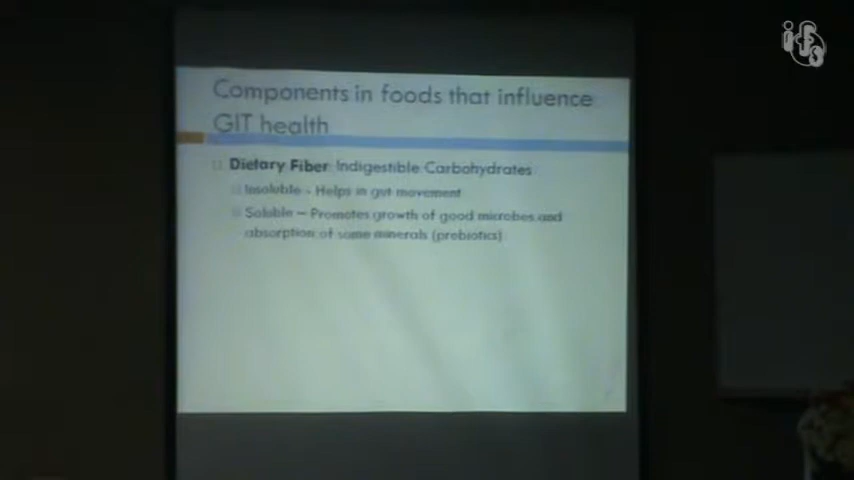 Components in foods that influence
GIT health
Dietary Fiber: Indigestible Carbohydrates
Insoluble - Helps in gut movement
Soluble – Promotes growth of good microbes and
absorption of some minerals (prebiotics)